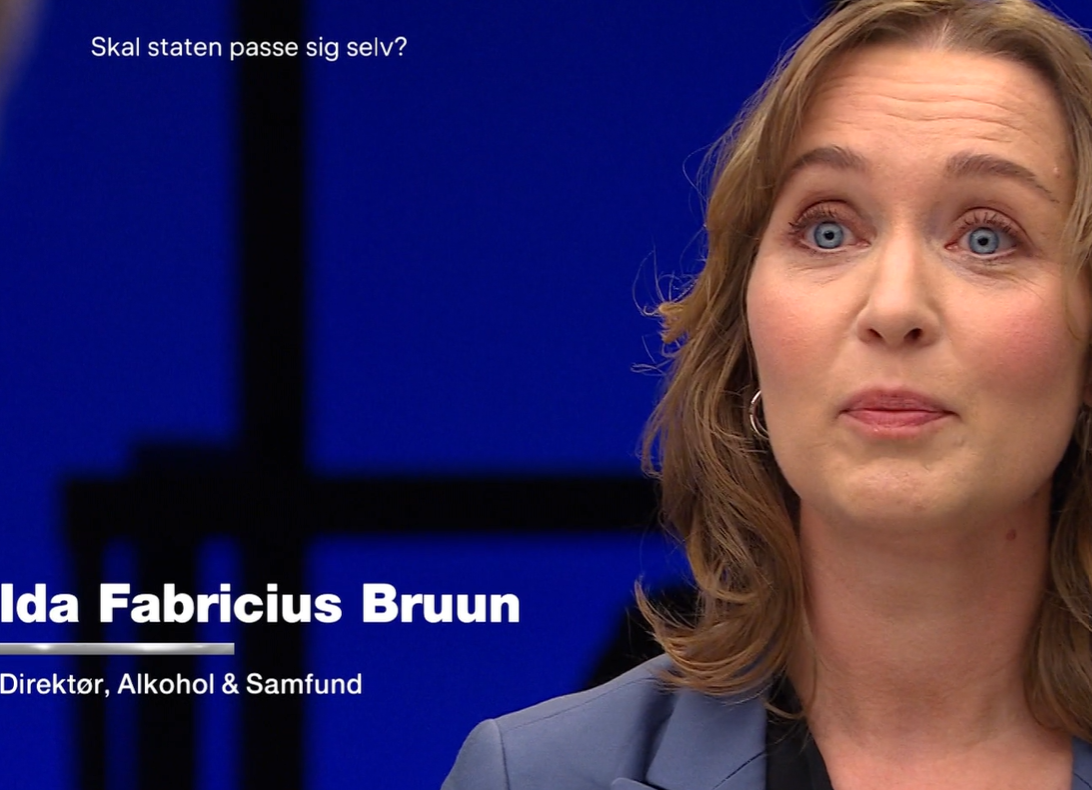 Skal staten passe sig selv?
Ida Fabricius Bruun
Direktør, Alkohol & Samfund